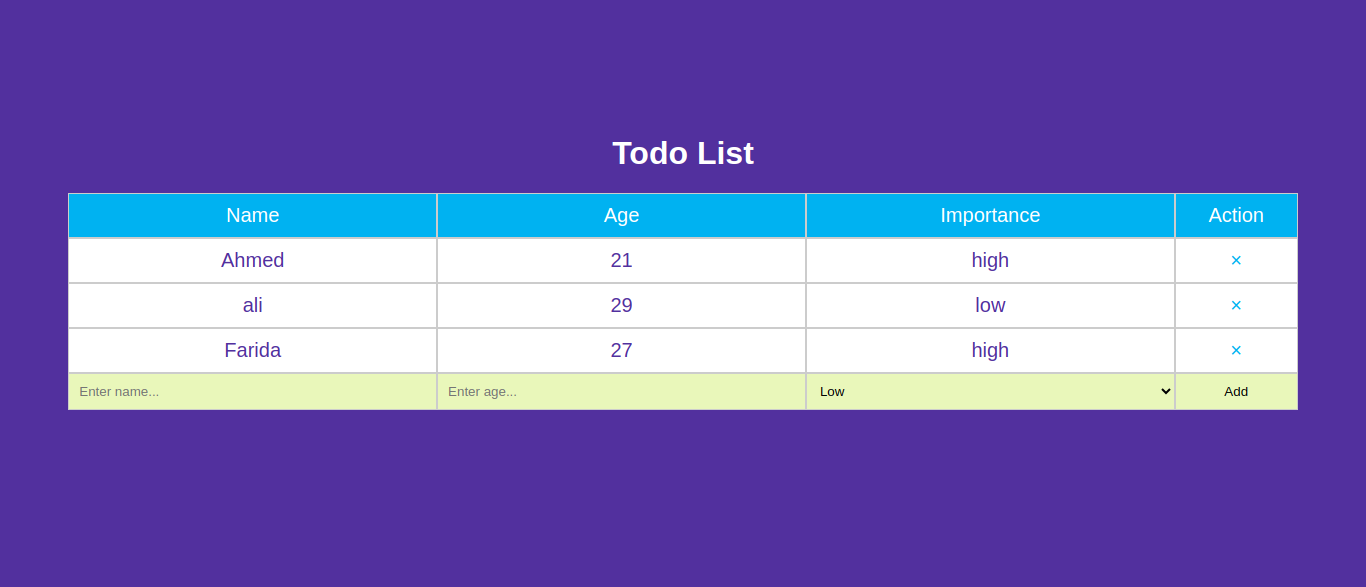 Todo List
Name Age Importance Action
Ahmed 21 high ×
ali 29 low ×
Farida 27 high ×
Enter name... Enter age... Low Add